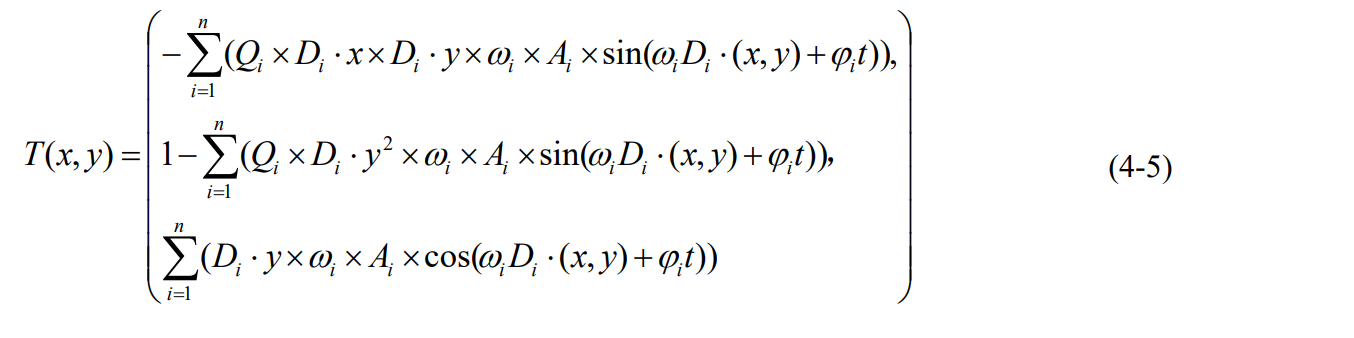 T(x, y) = ( −∑_{i=1}^{n}(Q_i × D_i · x × D_i · y × ω_i × A_i × sin(ω_i D_i · (x, y) + φ_i t)),
1 − ∑_{i=1}^{n}(Q_i × D_i · y² × ω_i × A_i × sin(ω_i D_i · (x, y) + φ_i t)),
∑_{i=1}^{n}(D_i · y × ω_i × A_i × cos(ω_i D_i · (x, y) + φ_i t)) ) (4-5)